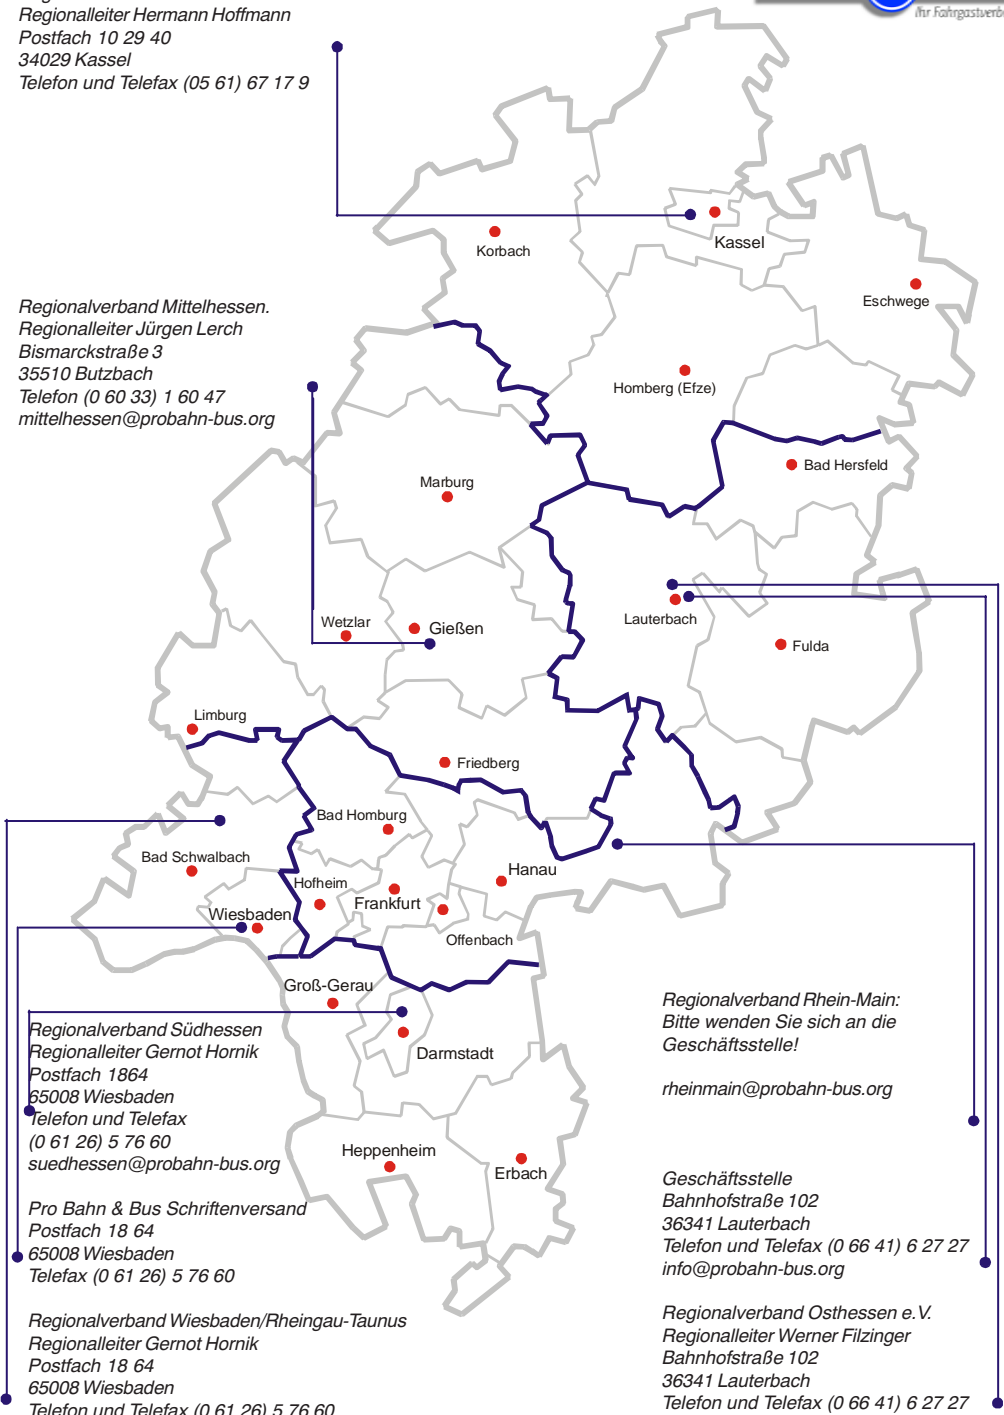 Regionalleiter Hermann Hoffmann
Postfach 10 29 40
34029 Kassel
Telefon und Telefax (05 61) 67 17 9
Ihr Fahrgastverb
Kassel
Korbach
Eschwege
Regionalverband Mittelhessen.
Regionalleiter Jürgen Lerch
Bismarckstraße 3
35510 Butzbach
Telefon (0 60 33) 1 60 47
mittelhessen@probahn-bus.org
Homberg (Efze)
Bad Hersfeld
Marburg
Lauterbach
Wetzlar
Gießen
Fulda
Limburg
Friedberg
Bad Homburg
Bad Schwalbach
Hanau
Hofheim
Frankfurt
Wiesbaden
Offenbach
Groß-Gerau
Darmstadt
Heppenheim
Erbach
Regionalverband Südhessen
Regionalleiter Gernot Hornik
Postfach 1864
65008 Wiesbaden
Telefon und Telefax
(0 61 26) 5 76 60
suedhessen@probahn-bus.org
Pro Bahn & Bus Schriftenversand
Postfach 18 64
65008 Wiesbaden
Telefax (0 61 26) 5 76 60
Regionalverband Wiesbaden/Rheingau-Taunus
Regionalleiter Gernot Hornik
Postfach 18 64
65008 Wiesbaden
Telefon und Telefax (0 61 26) 5 76 60
Regionalverband Rhein-Main:
Bitte wenden Sie sich an die
Geschäftsstelle!
rheinmain@probahn-bus.org
Geschäftsstelle
Bahnhofstraße 102
36341 Lauterbach
Telefon und Telefax (0 66 41) 6 27 27
info@probahn-bus.org
Regionalverband Osthessen e.V.
Regionalleiter Werner Filzinger
Bahnhofstraße 102
36341 Lauterbach
Telefon und Telefax (0 66 41) 6 27 27